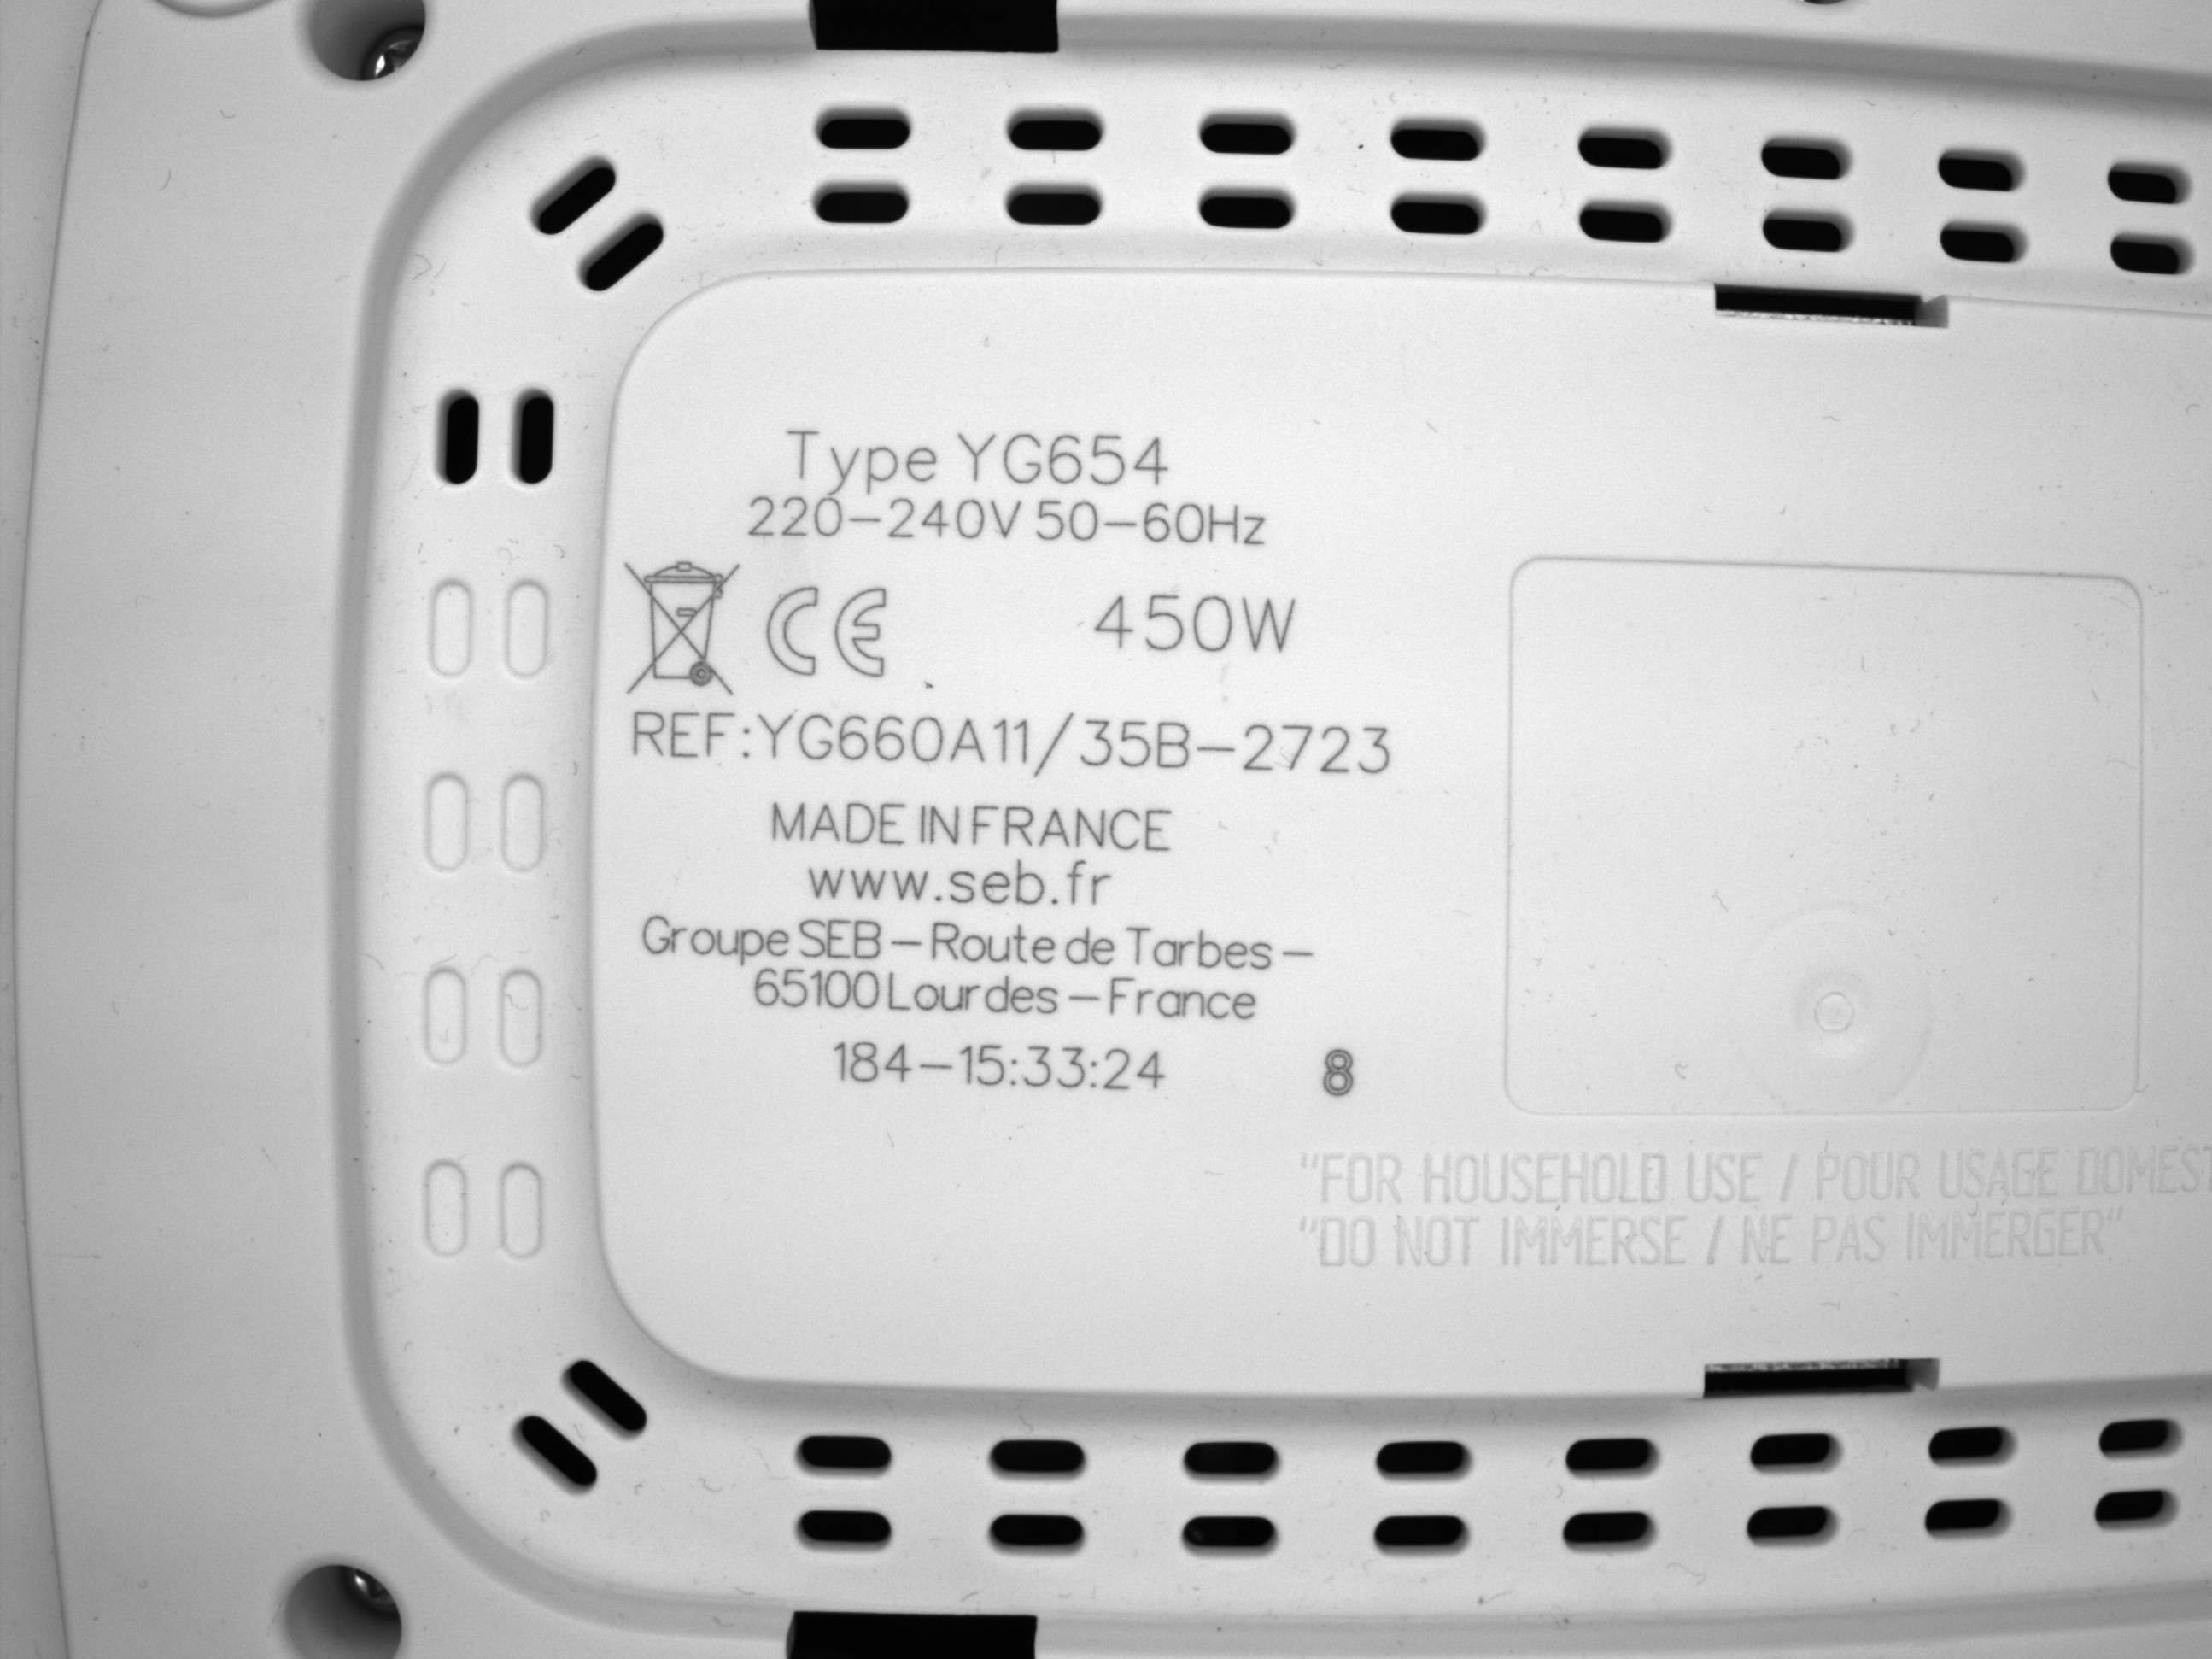 Type YG654
220-240V 50-60Hz
CE 450W
REF:YG660A11/35B-2723
MADE IN FRANCE
www.seb.fr
Groupe SEB - Route de Tarbes -
65100 Lourdes - France
184-15:33:24 8
"FOR HOUSEHOLD USE / POUR USAGE
"DO NOT IMMERSE / NE PAS IMMERGER"